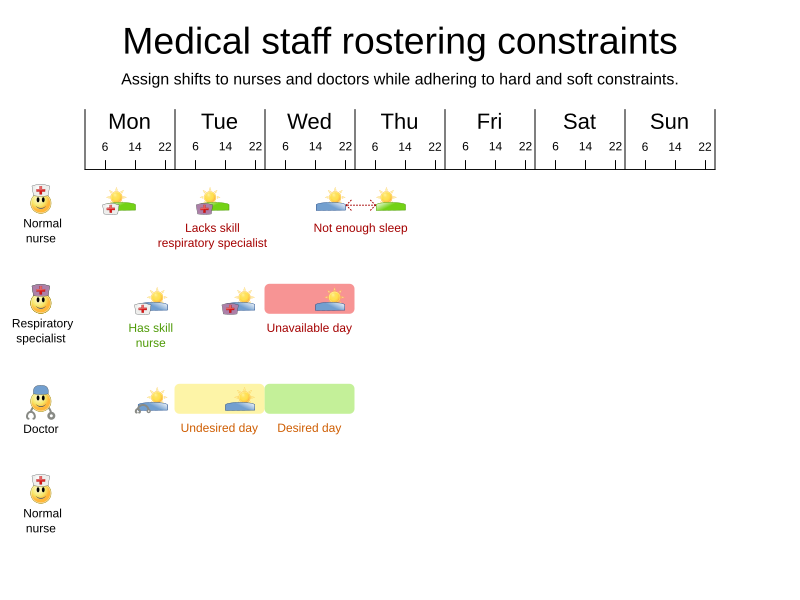 Medical staff rostering constraints
Assign shifts to nurses and doctors while adhering to hard and soft constraints.
Mon Tue Wed Thu Fri Sat Sun
6 14 22 6 14 22 6 14 22 6 14 22 6 14 22 6 14 22 6 14 22
Normal
nurse
Lacks skill
respiratory specialist
Not enough sleep
Respiratory
specialist
Has skill
nurse
Unavailable day
Doctor
Undesired day
Desired day
Normal
nurse